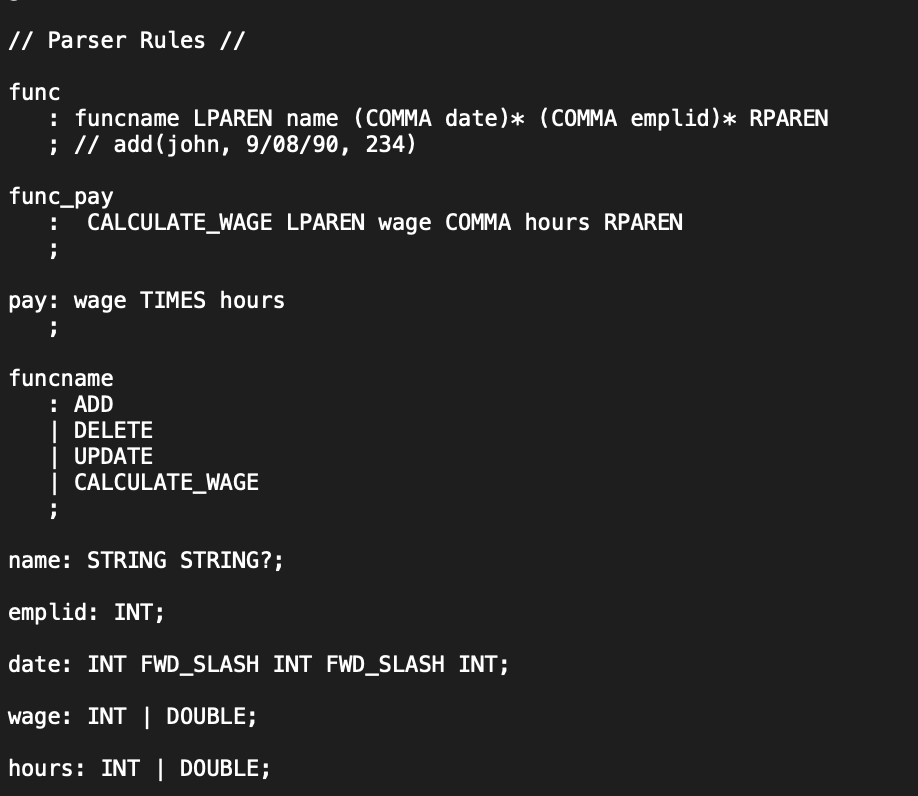 // Parser Rules //
func
: funcname LPAREN name (COMMA date)* (COMMA emplid)* RPAREN
; // add(john, 9/08/90, 234)
func_pay
:  CALCULATE_WAGE LPAREN wage COMMA hours RPAREN
;
pay: wage TIMES hours
;
funcname
: ADD
| DELETE
| UPDATE
| CALCULATE_WAGE
;
name: STRING STRING?;
emplid: INT;
date: INT FWD_SLASH INT FWD_SLASH INT;
wage: INT | DOUBLE;
hours: INT | DOUBLE;